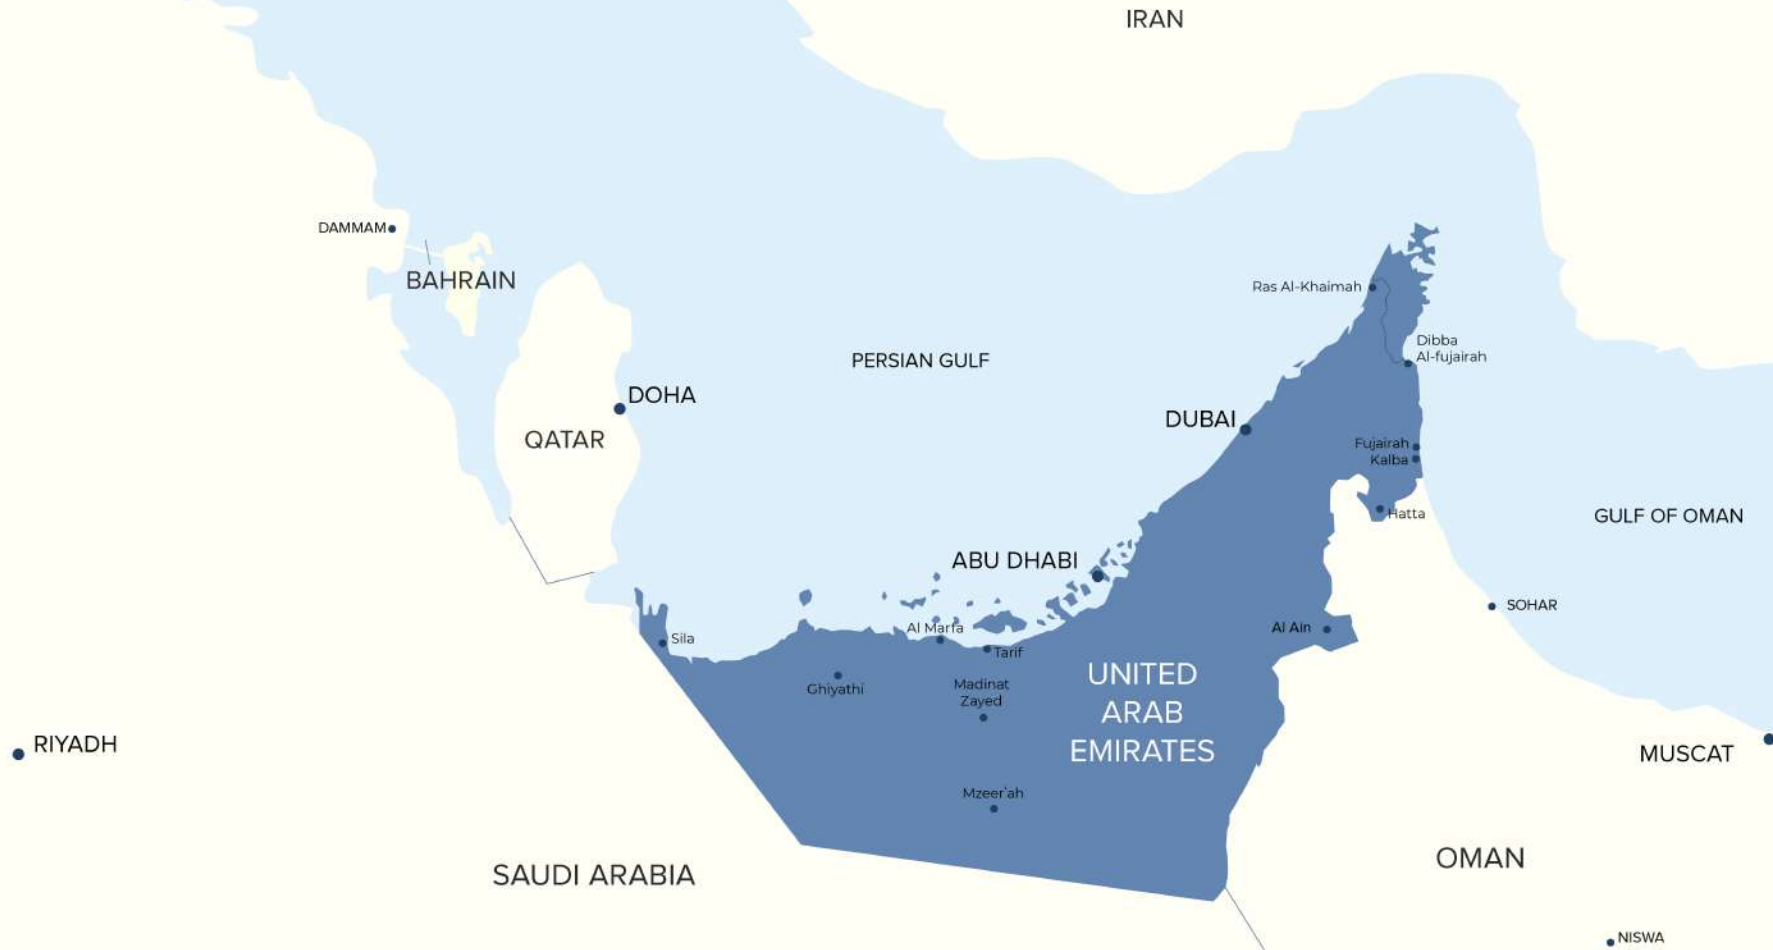 IRAN
DAMMAM
BAHRAIN
Ras Al-Khaimah
Dibba
Al-fujairah
PERSIAN GULF
DOHA
DUBAI
QATAR
Fujairah
Kalba
Hatta
GULF OF OMAN
ABU DHABI
SOHAR
Al Marfa
Al Ain
Sila
Tarif
Ghiyathi
Madinat
Zayed
UNITED
ARAB
EMIRATES
RIYADH
MUSCAT
Mzeer'ah
OMAN
SAUDI ARABIA
NISWA